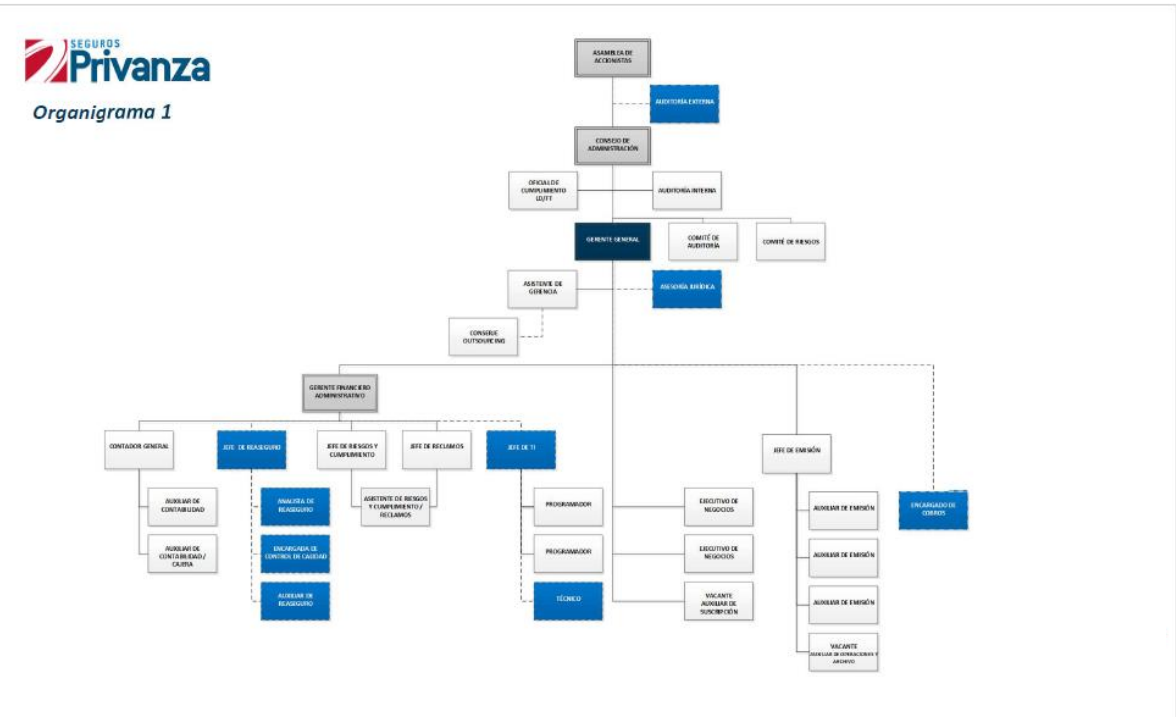 SEGUROS
Privanza
Organigrama 1
ASAMBLEA DE
ACCIONISTAS
AUDITORÍA EXTERNA
CONSEJO DE
ADMINISTRACIÓN
OFICIAL DE
CUMPLIMIENTO
LD/FT
AUDITORÍA INTERNA
GERENTE GENERAL
COMITÉ DE
AUDITORÍA
COMITÉ DE RIESGOS
ASISTENTE DE
GERENCIA
ASESORÍA JURÍDICA
CONSERJE
OUTSOURCING
GERENTE FINANCIERO
ADMINISTRATIVO
CONTADOR GENERAL
JEFE DE REASEGURO
JEFE DE RIESGOS Y
CUMPLIMIENTO
JEFE DE RECLAMOS
JEFE DE TI
JEFE DE EMISIÓN
AUXILIAR DE
CONTABILIDAD
ANALISTA DE
REASEGURO
ASISTENTE DE RIESGOS
Y CUMPLIMIENTO /
RECLAMOS
PROGRAMADOR
EJECUTIVO DE
NEGOCIOS
AUXILIAR DE EMISIÓN
ENCARGADO DE
COBROS
AUXILIAR DE
CONTABILIDAD /
CAJERA
ENCARGADA DE
CONTROL DE CALIDAD
PROGRAMADOR
EJECUTIVO DE
NEGOCIOS
AUXILIAR DE EMISIÓN
AUXILIAR DE
REASEGURO
TÉCNICO
VACANTE
AUXILIAR DE
SUSCRIPCIÓN
AUXILIAR DE EMISIÓN
VACANTE
AUXILIAR DE OPERACIONES Y
ARCHIVO